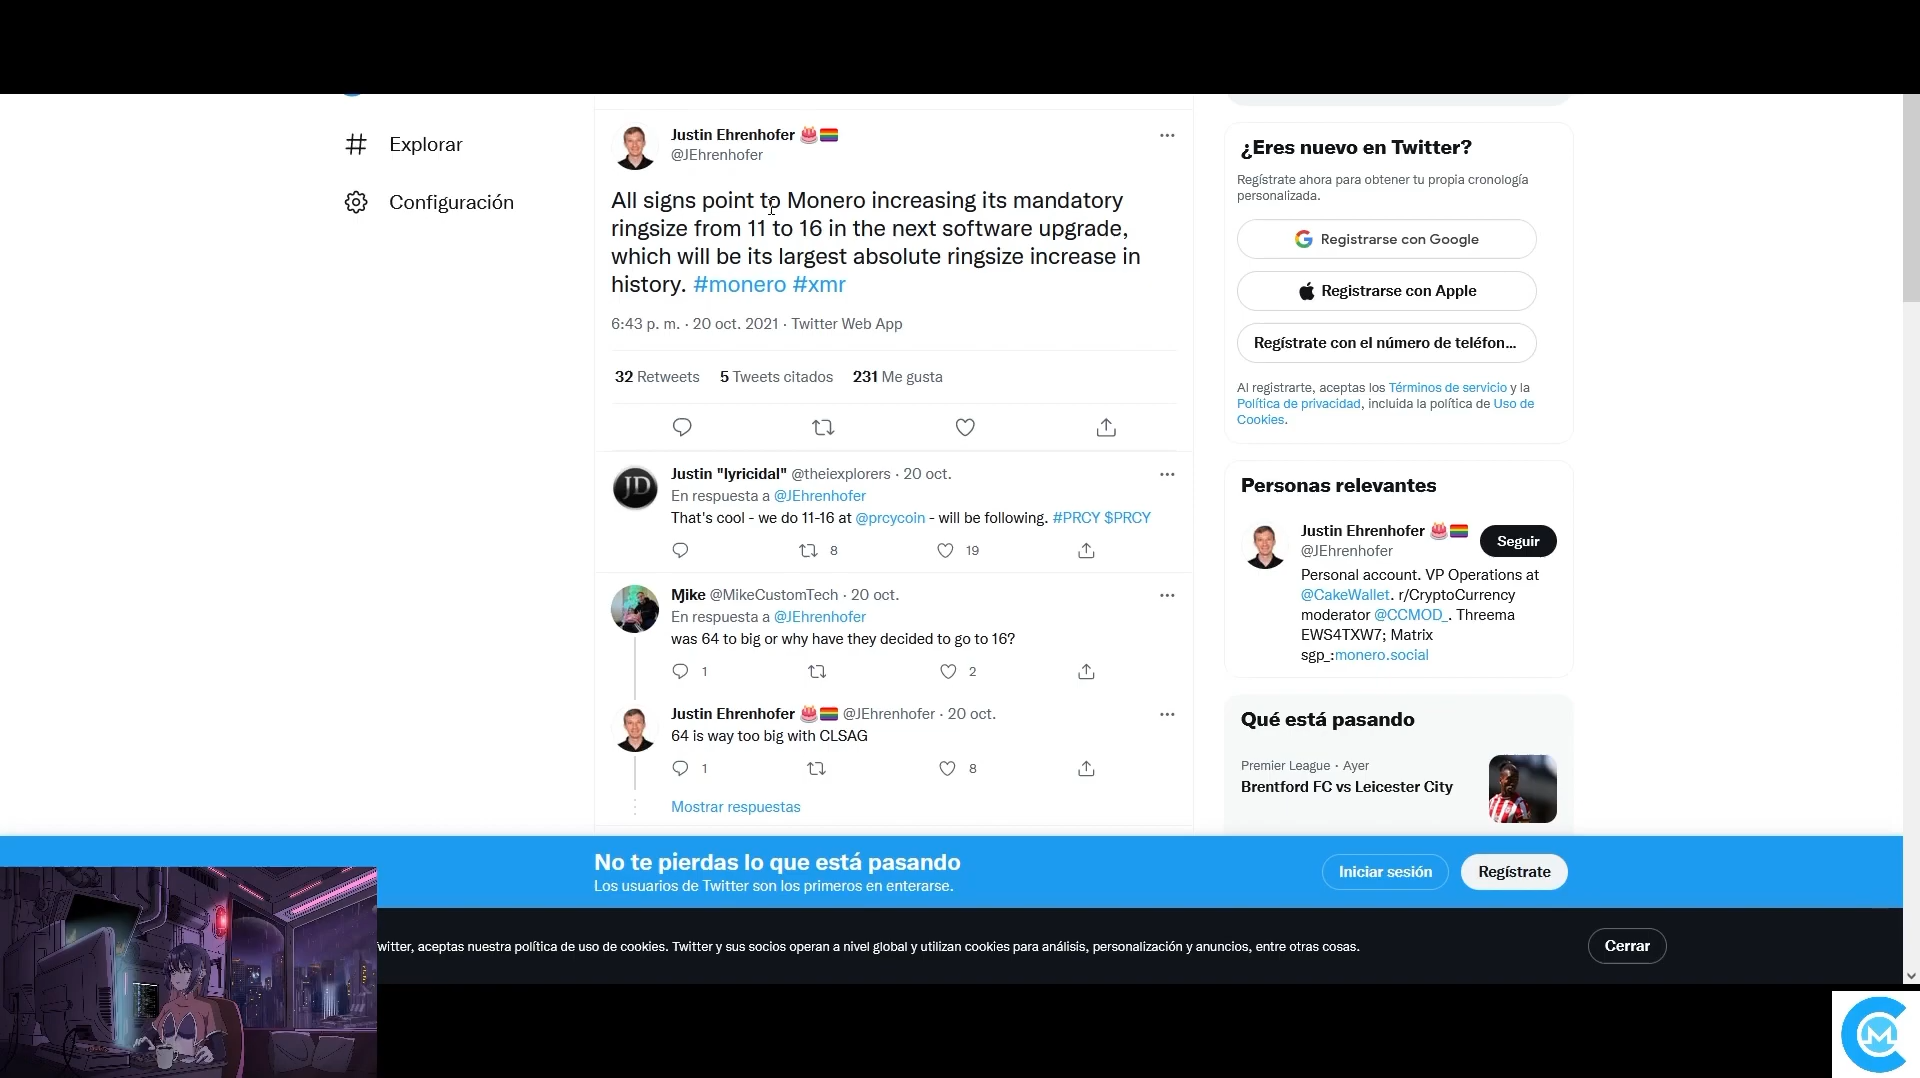 Explorar
Configuración
Justin Ehrenhofer
@JEhrenhofer
All signs point to Monero increasing its mandatory
ringsize from 11 to 16 in the next software upgrade,
which will be its largest absolute ringsize increase in
history. #monero #xmr
6:43 p. m. · 20 oct. 2021 · Twitter Web App
32 Retweets 5 Tweets citados 231 Me gusta
JD
Justin "lyricidal" @theiexplorers · 20 oct.
En respuesta a @JEhrenhofer
That's cool - we do 11-16 at @prcycoin - will be following. #PRCY $PRCY
8 19
Mike @MikeCustomTech · 20 oct.
En respuesta a @JEhrenhofer
was 64 to big or why have they decided to go to 16?
1 2
Justin Ehrenhofer @JEhrenhofer · 20 oct.
64 is way too big with CLSAG
1 8
Mostrar respuestas
¿Eres nuevo en Twitter?
Regístrate ahora para obtener tu propia cronología
personalizada.
Registrarse con Google
Registrarse con Apple
Regístrate con el número de teléfon...
Al registrarte, aceptas los Términos de servicio y la
Política de privacidad, incluida la política de Uso de
Cookies.
Personas relevantes
Justin Ehrenhofer
@JEhrenhofer
Seguir
Personal account. VP Operations at
@CakeWallet. r/CryptoCurrency
moderator @CCMOD_. Threema
EWS4TXW7; Matrix
sgp_:monero.social
Qué está pasando
Premier League · Ayer
Brentford FC vs Leicester City
No te pierdas lo que está pasando
Los usuarios de Twitter son los primeros en enterarse.
Iniciar sesión
Regístrate
witter, aceptas nuestra política de uso de cookies. Twitter y sus socios operan a nivel global y utilizan cookies para análisis, personalización y anuncios, entre otras cosas.
Cerrar